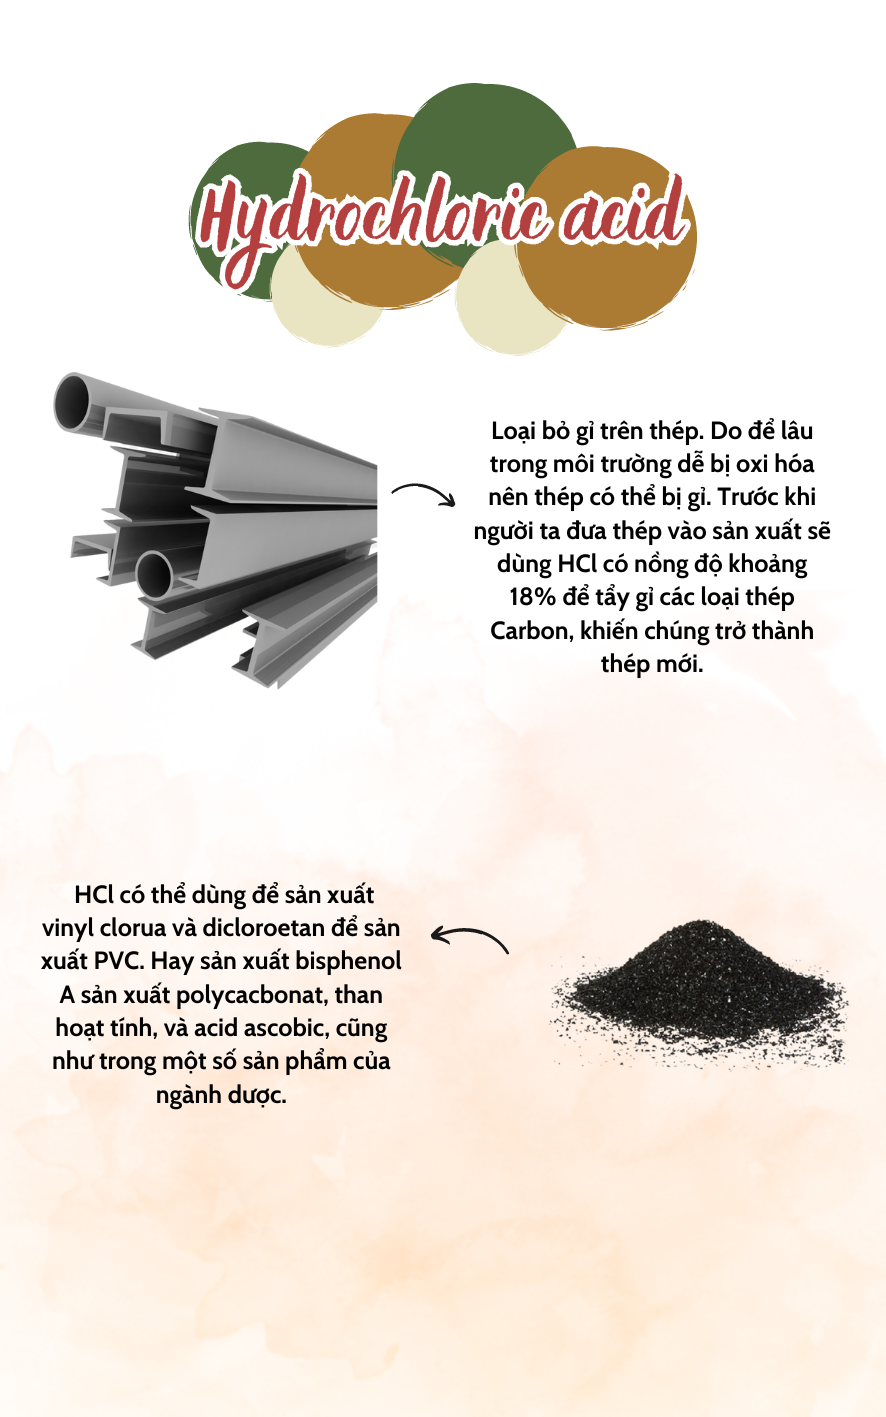 Hydrochloric acid
Loại bỏ gỉ trên thép. Do để lâu
trong môi trường dễ bị oxi hóa
nên thép có thể bị gỉ. Trước khi
người ta đưa thép vào sản xuất sẽ
dùng HCl có nồng độ khoảng
18% để tẩy gỉ các loại thép
Carbon, khiến chúng trở thành
thép mới.
HCl có thể dùng để sản xuất
vinyl clorua và dicloroetan để sản
xuất PVC. Hay sản xuất bisphenol
A sản xuất polycacbonat, than
hoạt tính, và acid ascobic, cũng
như trong một số sản phẩm của
ngành dược.